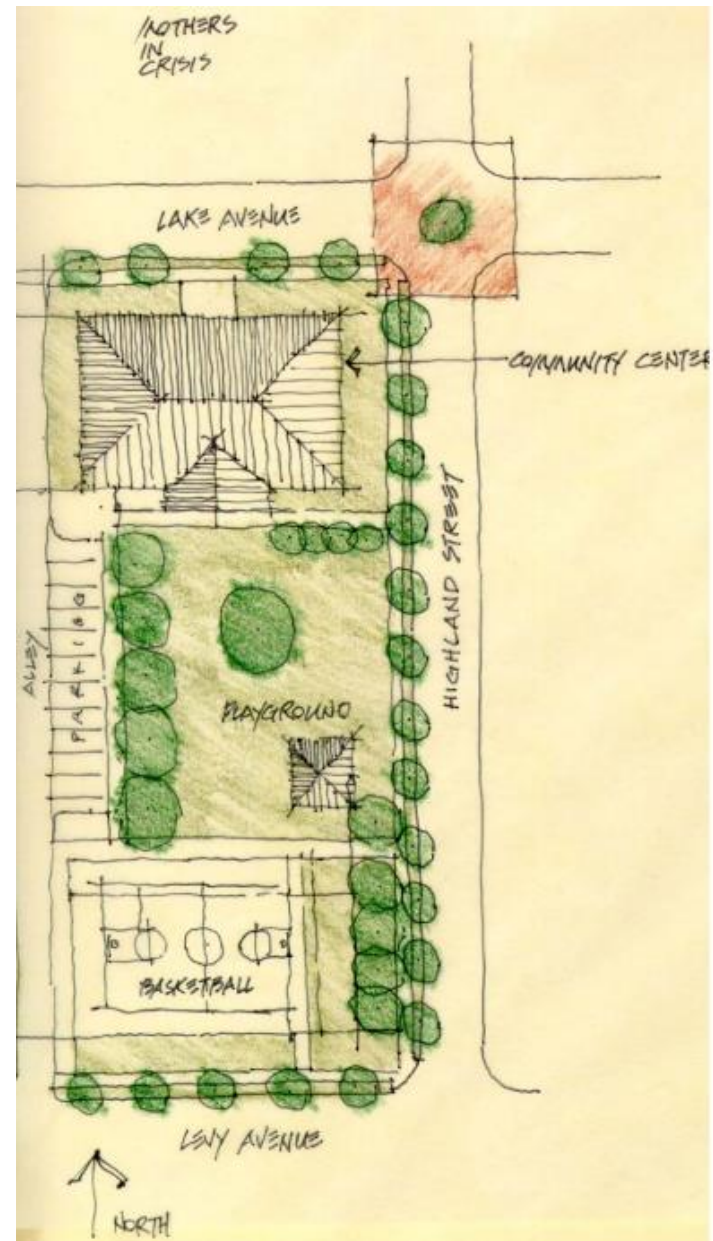 MOTHERS
IN
CRISIS
LAKE AVENUE
COMMUNITY CENTER
HIGHLAND STREET
ALLEY
PARKING
PLAYGROUND
BASKETBALL
LEVY AVENUE
NORTH